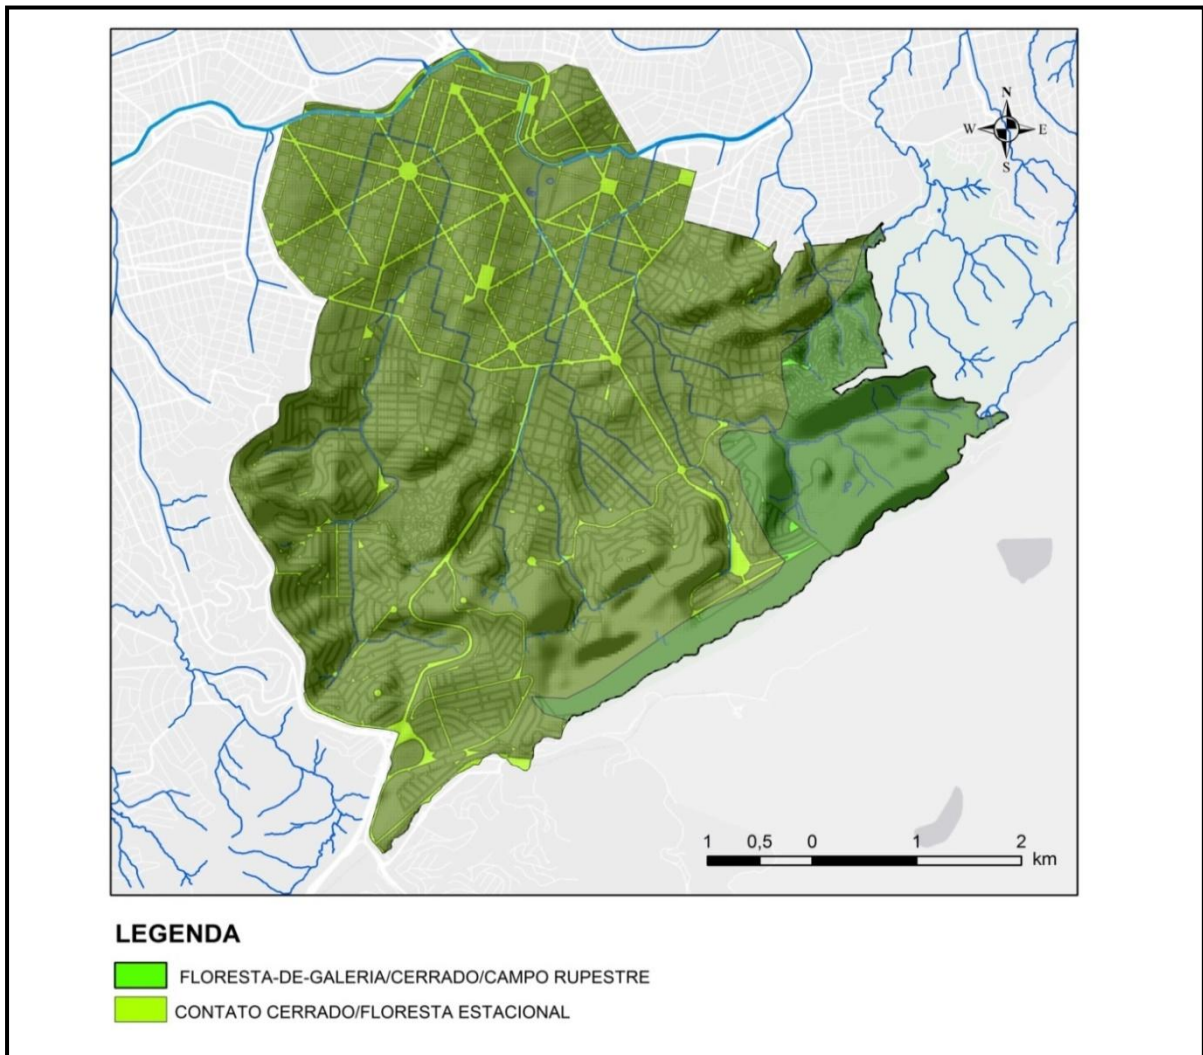 N
W E
S
1 0,5 0 1 2
km
LEGENDA
FLORESTA-DE-GALERIA/CERRADO/CAMPO RUPESTRE
CONTATO CERRADO/FLORESTA ESTACIONAL